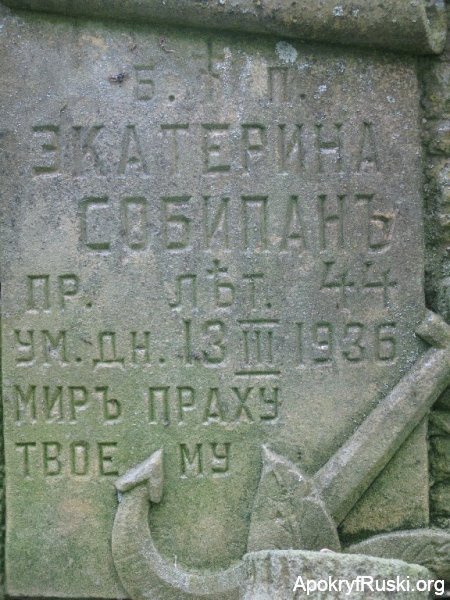 Б. † П.
ЭКАТЕРИНА
СОБИПАНЪ
ПР. ЛѢТ. 44
УМ. ДН. 13 III 1936
МИРЪ ПРАХУ
ТВОЕ МУ
ApokryfRuski.org